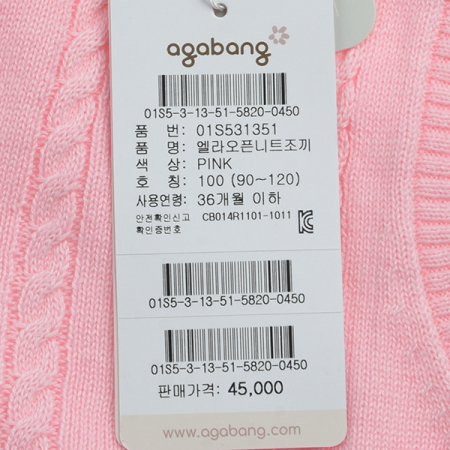 agabang
01S5-3-13-51-5820-0450
품 번: 01S531351
품 명: 엘라오픈니트조끼
색 상: PINK
호 칭: 100 (90~120)
사용연령: 36개월 이하
안전확인신고 CB014R1101-1011
확인증번호
01S5-3-13-51-5820-0450
01S5-3-13-51-5820-0450
판매가격: 45,000
www.agabang.com